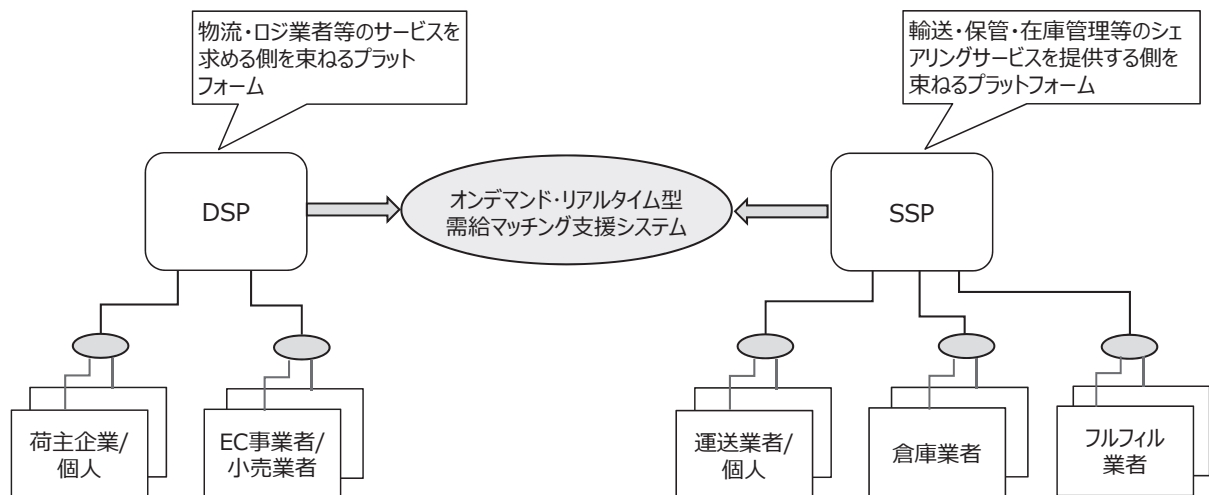 物流・ロジ業者等のサービスを
求める側を束ねるプラット
フォーム
輸送・保管・在庫管理等のシェ
アリングサービスを提供する側を
束ねるプラットフォーム
DSP
オンデマンド・リアルタイム型
需給マッチング支援システム
SSP
荷主企業/
個人
EC事業者/
小売業者
運送業者/
個人
倉庫業者
フルフィル
業者